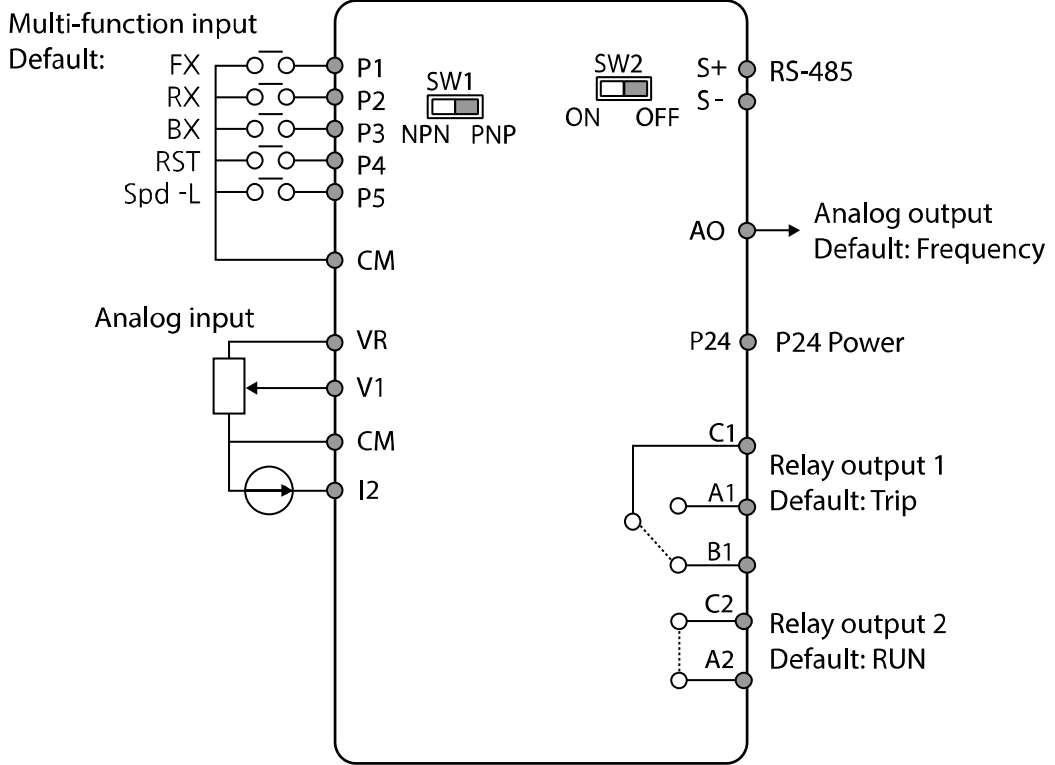 Multi-function input
Default:
FX
RX
BX
RST
Spd -L
P1
P2
P3
P4
P5
CM
SW1
NPN PNP
SW2
ON OFF
S+
S-
RS-485
AO
Analog output
Default: Frequency
Analog input
VR
V1
CM
I2
P24
P24 Power
C1
A1
B1
Relay output 1
Default: Trip
C2
A2
Relay output 2
Default: RUN